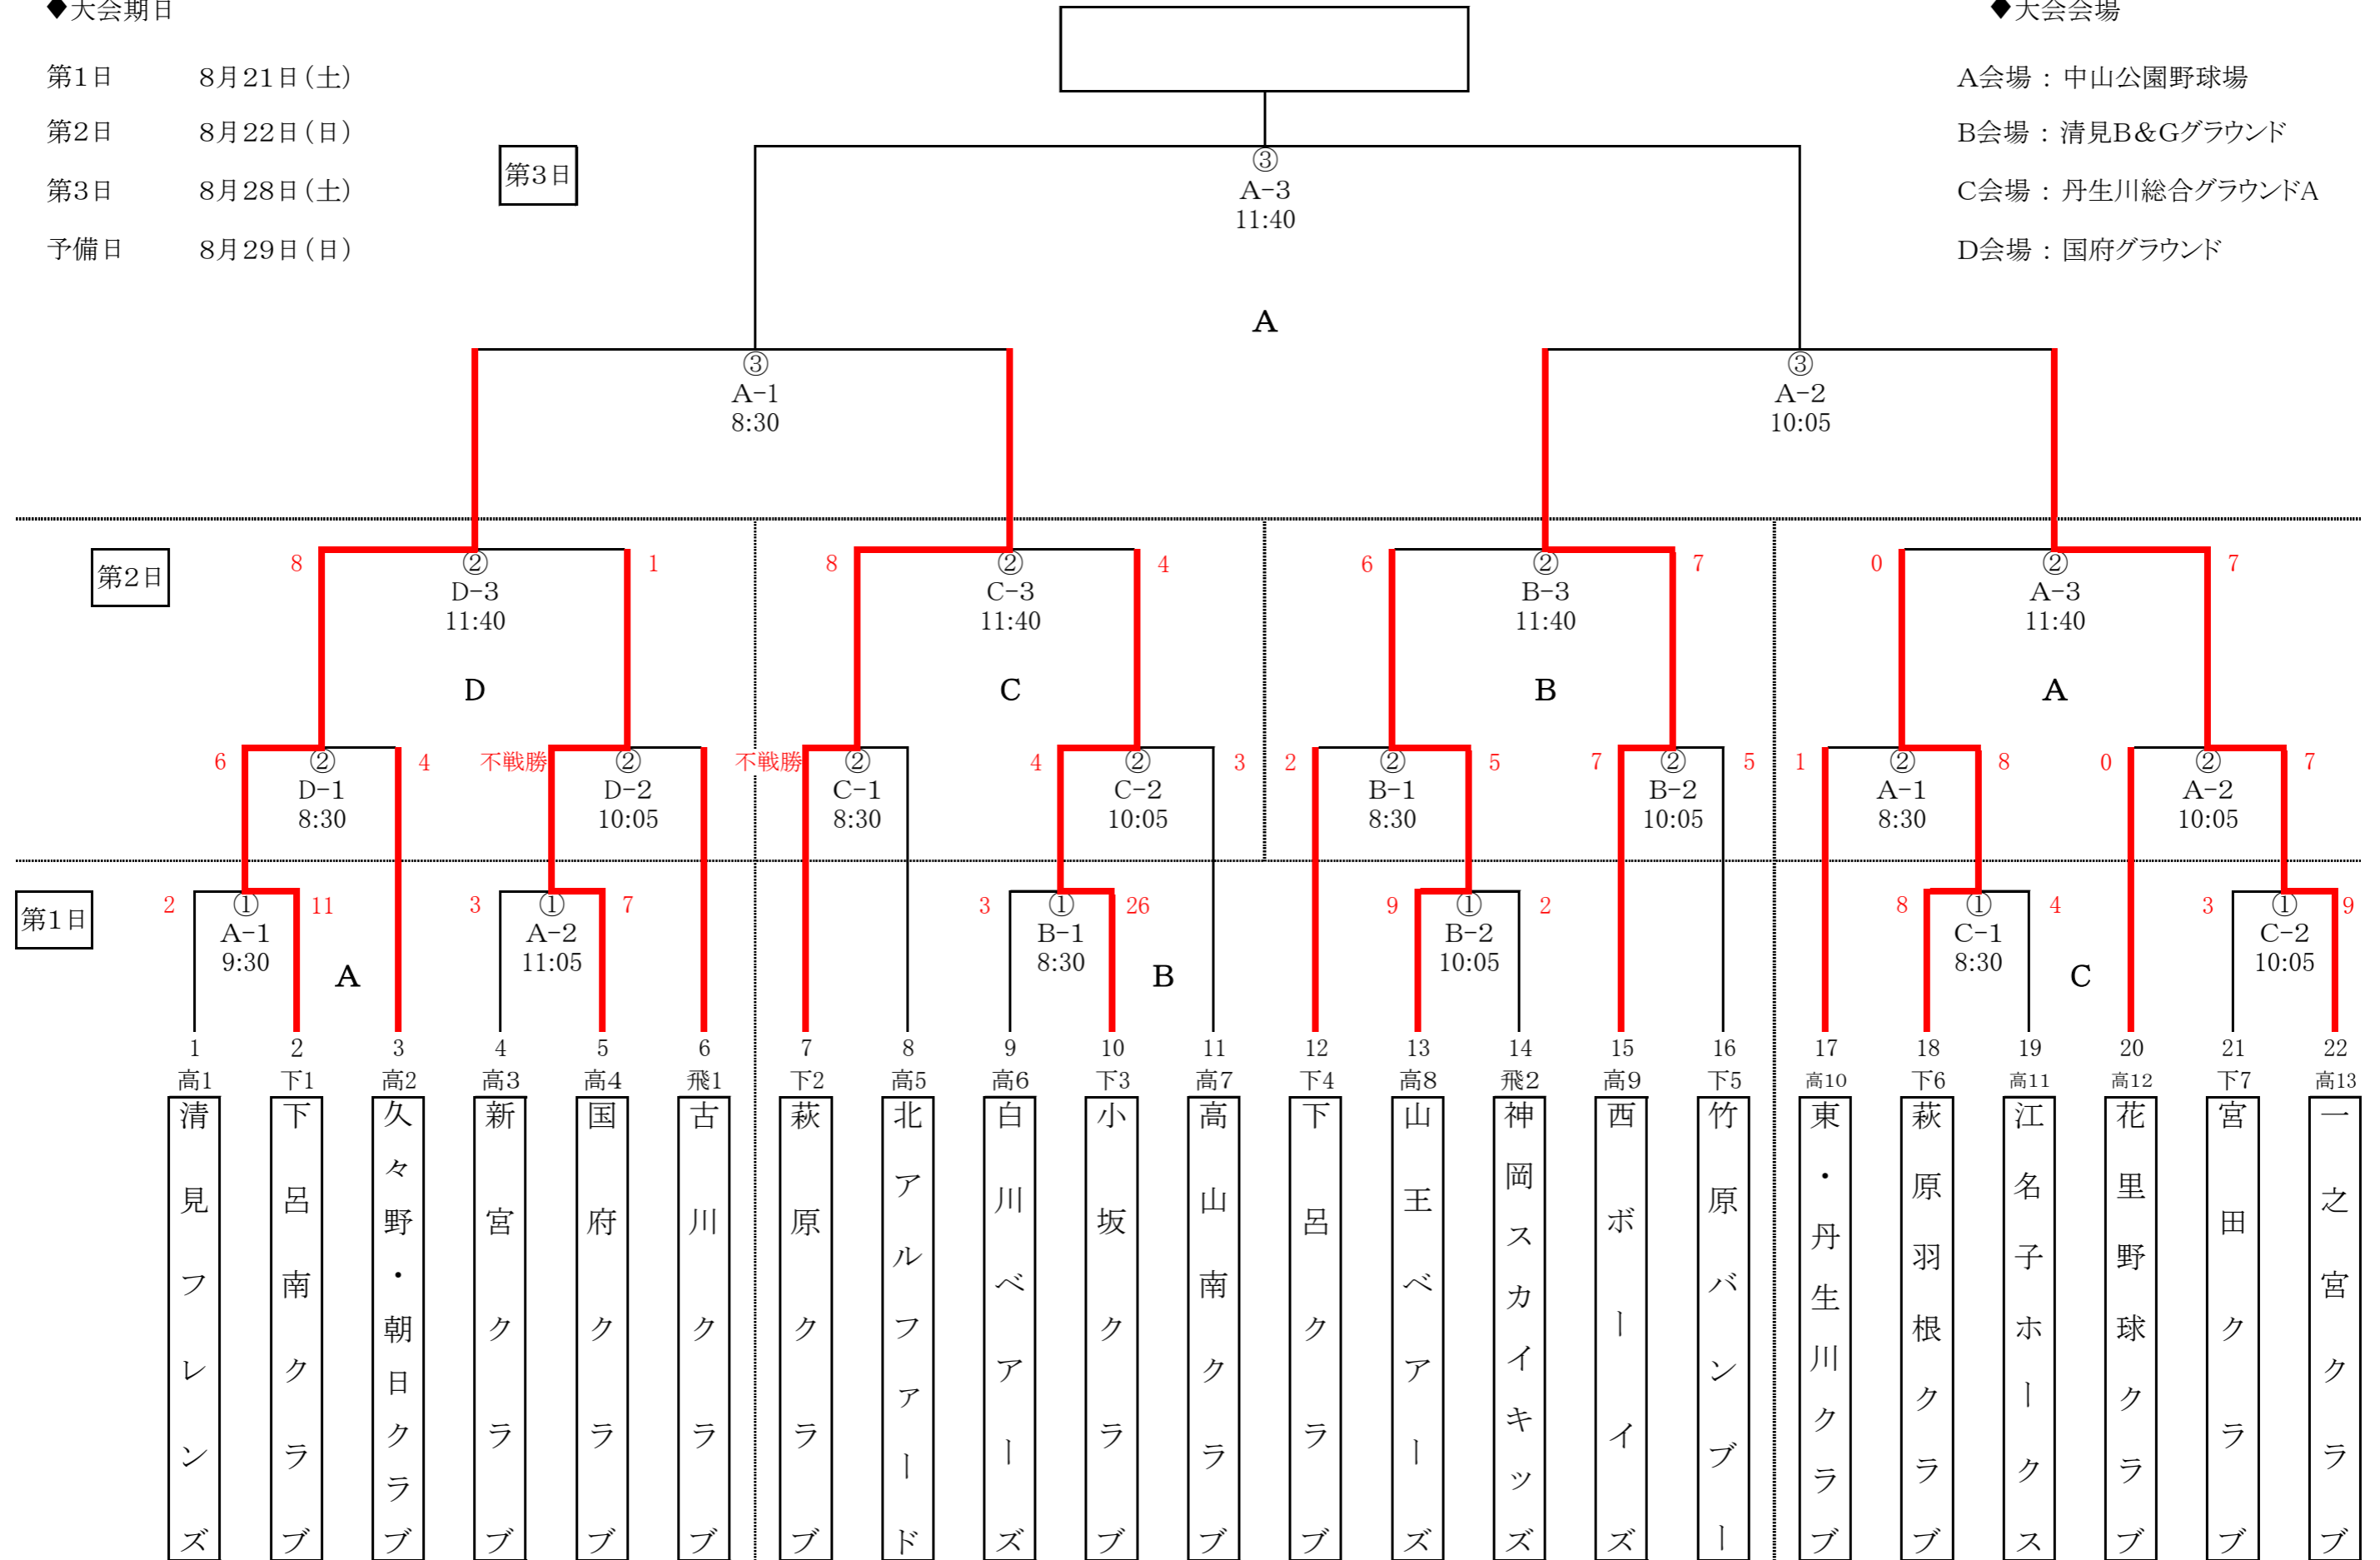 ◆大会期日
第1日 8月21日(土)
第2日 8月22日(日)
第3日 8月28日(土)
予備日 8月29日(日)
◆大会会場
A会場 : 中山公園野球場
B会場 : 清見B&Gグラウンド
C会場 : 丹生川総合グラウンドA
D会場 : 国府グラウンド
第3日
③
A-3
11:40
A
③
A-1
8:30
③
A-2
10:05
第2日
8 ② 1
D-3
11:40
D
8 ② 4
C-3
11:40
C
6 ② 7
B-3
11:40
B
0 ② 7
A-3
11:40
A
6 ② 4
D-1
8:30
不戦勝 ②
D-2
10:05
不戦勝 ②
C-1
8:30
4 ② 3
C-2
10:05
2 ② 5
B-1
8:30
7 ② 5
B-2
10:05
1 ② 8
A-1
8:30
0 ② 7
A-2
10:05
第1日
2 ① 11
A-1
9:30
A
3 ① 7
A-2
11:05
3 ① 26
B-1
8:30
B
9 ① 2
B-2
10:05
8 ① 4
C-1
8:30
C
3 ① 9
C-2
10:05
1 2 3 4 5 6 7 8 9 10 11 12 13 14 15 16 17 18 19 20 21 22
高1 下1 高2 高3 高4 飛1 下2 高5 高6 下3 高7 下4 高8 飛2 高9 下5 高10 下6 高11 高12 下7 高13
清見フレンズ
下呂南クラブ
久々野・朝日クラブ
新宮クラブ
国府クラブ
古川クラブ
萩原クラブ
北アルファード
白川ベアーズ
小坂クラブ
高山南クラブ
下呂クラブ
山王ベアーズ
神岡スカイキッズ
西ボーイズ
竹原バンブー
東・丹生川クラブ
萩原羽根クラブ
江名子ホークス
花里野球クラブ
宮田クラブ
一之宮クラブ